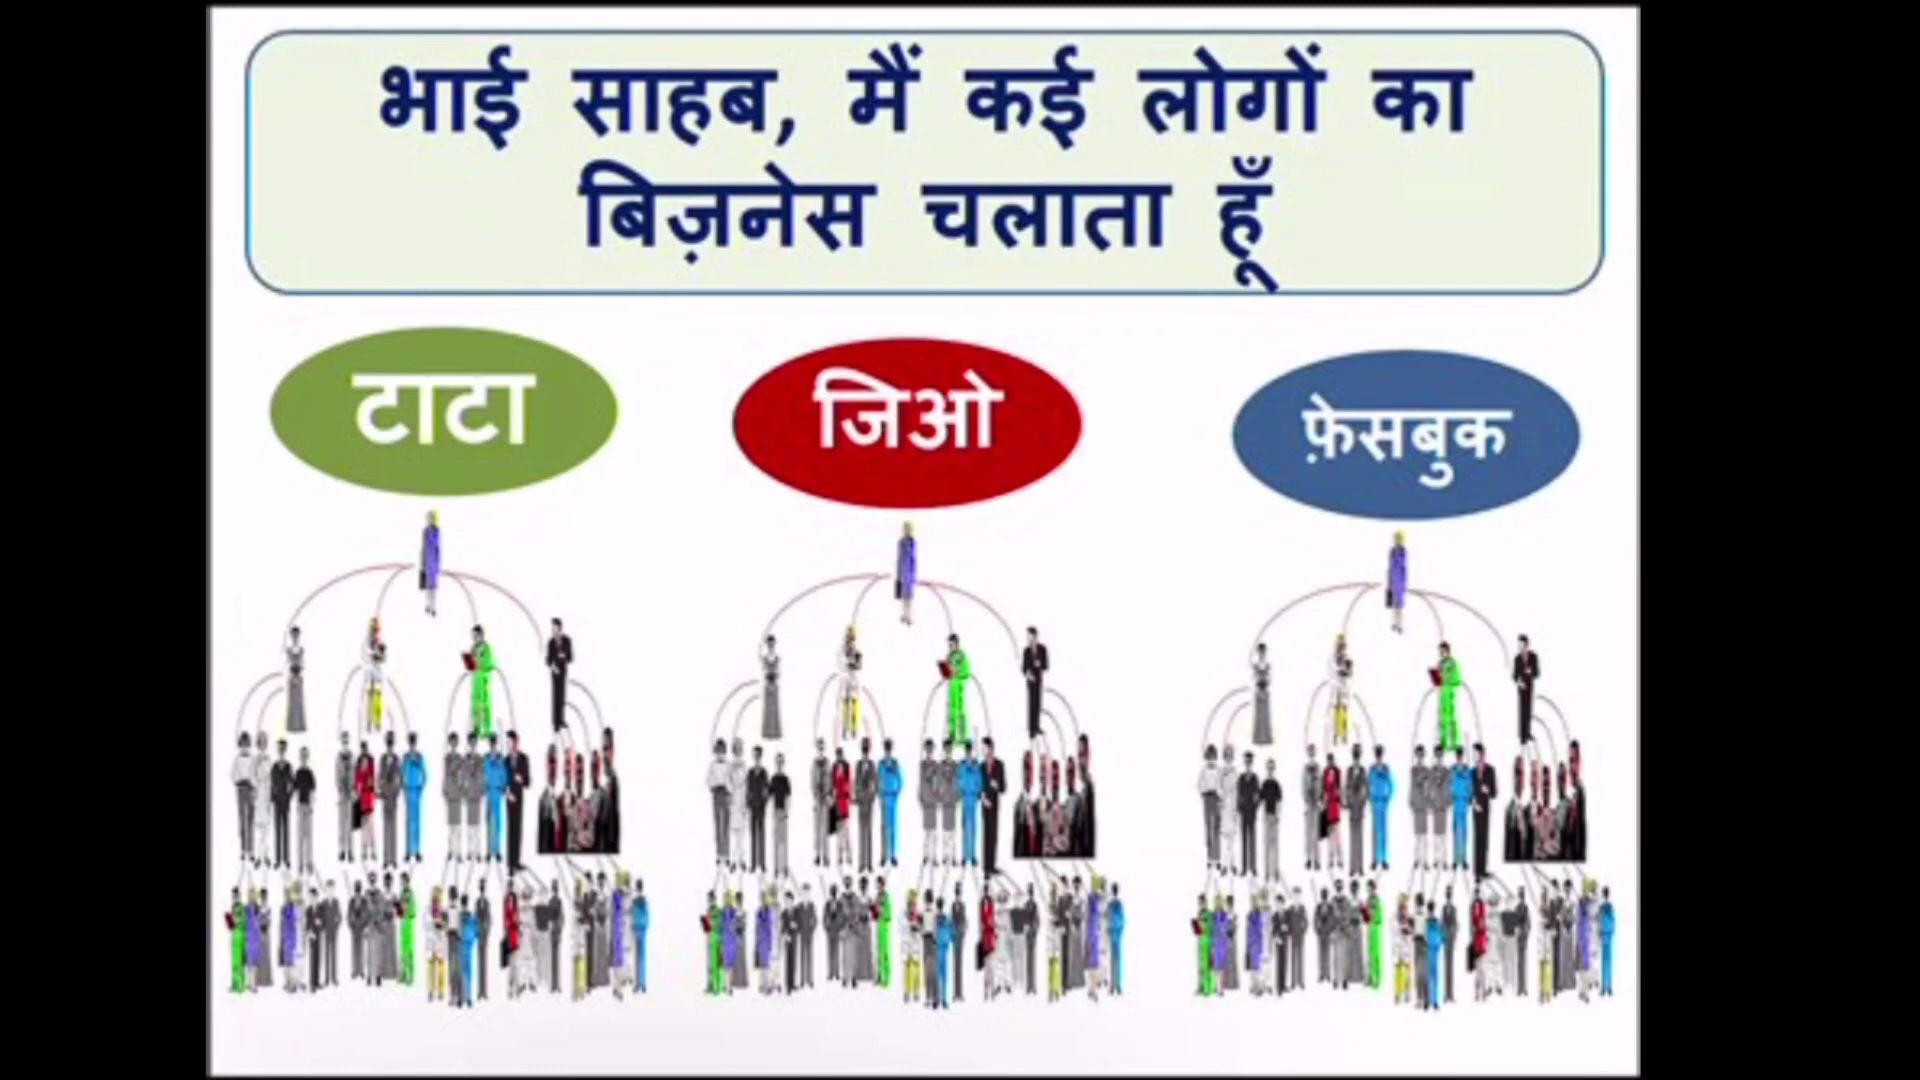 भाई साहब, मैं कई लोगों का
बिज़नेस चलाता हूँ
टाटा
जिओ
फ़ेसबुक